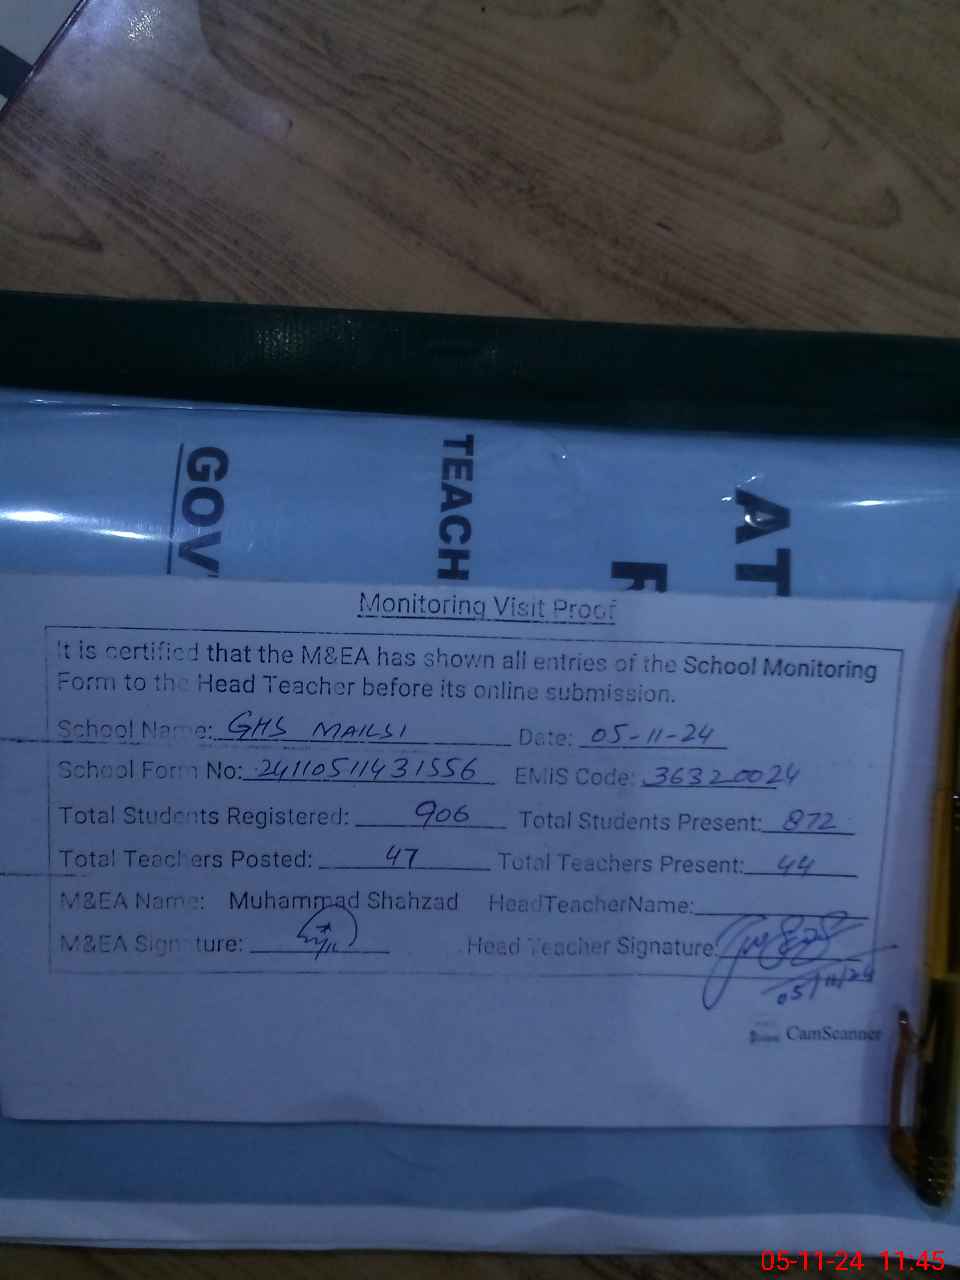 GOV
TEACH
R
AT
Monitoring Visit Proof
It is certified that the M&EA has shown all entries of the School Monitoring
Form to the Head Teacher before its online submission.
School Name: GHS MAILSI Date: 05-11-24
School Form No: 24110511431556 EMIS Code: 36320024
Total Students Registered: 906 Total Students Present: 872
Total Teachers Posted: 47 Total Teachers Present: 44
M&EA Name: Muhammad Shahzad HeadTeacherName:
M&EA Signature: Head Teacher Signature:
05/11/24
CamScanner
05-11-24 11:45